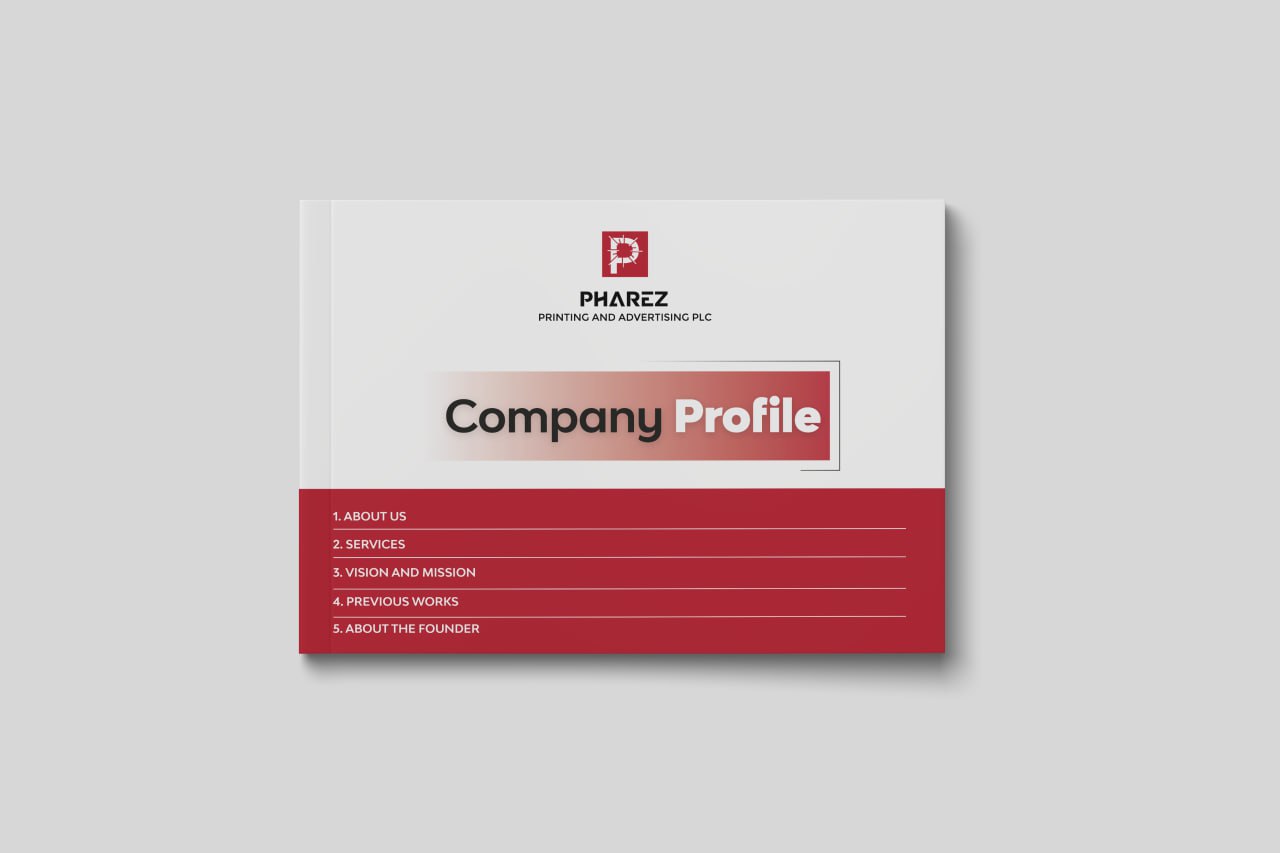 PHAREZ
PRINTING AND ADVERTISING PLC
Company Profile
1. ABOUT US
2. SERVICES
3. VISION AND MISSION
4. PREVIOUS WORKS
5. ABOUT THE FOUNDER